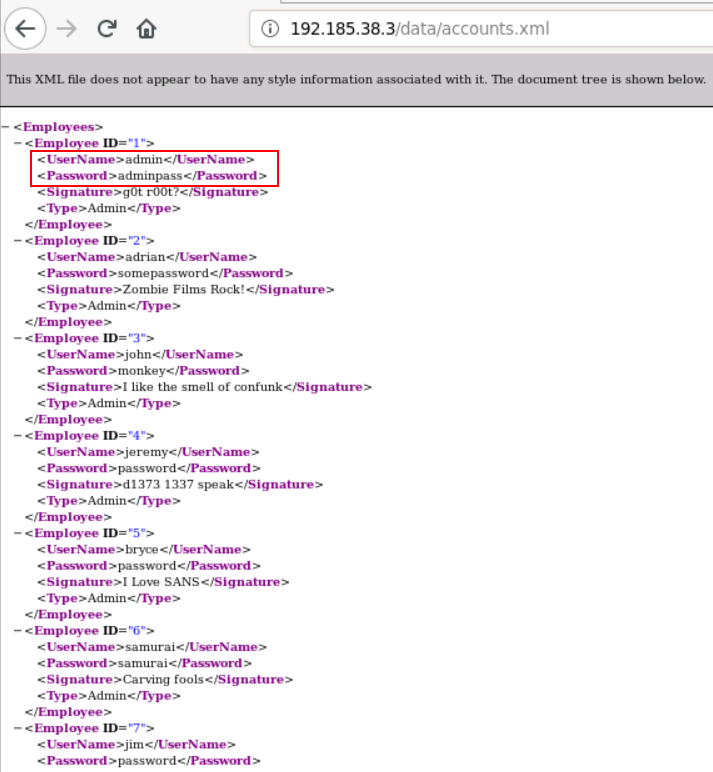 192.185.38.3/data/accounts.xml
This XML file does not appear to have any style information associated with it. The document tree is shown below.
−<Employees>
−<Employee ID="1">
<UserName>admin</UserName>
<Password>adminpass</Password>
<Signature>g0t r00t?</Signature>
<Type>Admin</Type>
</Employee>
−<Employee ID="2">
<UserName>adrian</UserName>
<Password>somepassword</Password>
<Signature>Zombie Films Rock!</Signature>
<Type>Admin</Type>
</Employee>
−<Employee ID="3">
<UserName>john</UserName>
<Password>monkey</Password>
<Signature>I like the smell of confunk</Signature>
<Type>Admin</Type>
</Employee>
−<Employee ID="4">
<UserName>jeremy</UserName>
<Password>password</Password>
<Signature>d1373 1337 speak</Signature>
<Type>Admin</Type>
</Employee>
−<Employee ID="5">
<UserName>bryce</UserName>
<Password>password</Password>
<Signature>I Love SANS</Signature>
<Type>Admin</Type>
</Employee>
−<Employee ID="6">
<UserName>samurai</UserName>
<Password>samurai</Password>
<Signature>Carving fools</Signature>
<Type>Admin</Type>
</Employee>
−<Employee ID="7">
<UserName>jim</UserName>
<Password>password</Password>